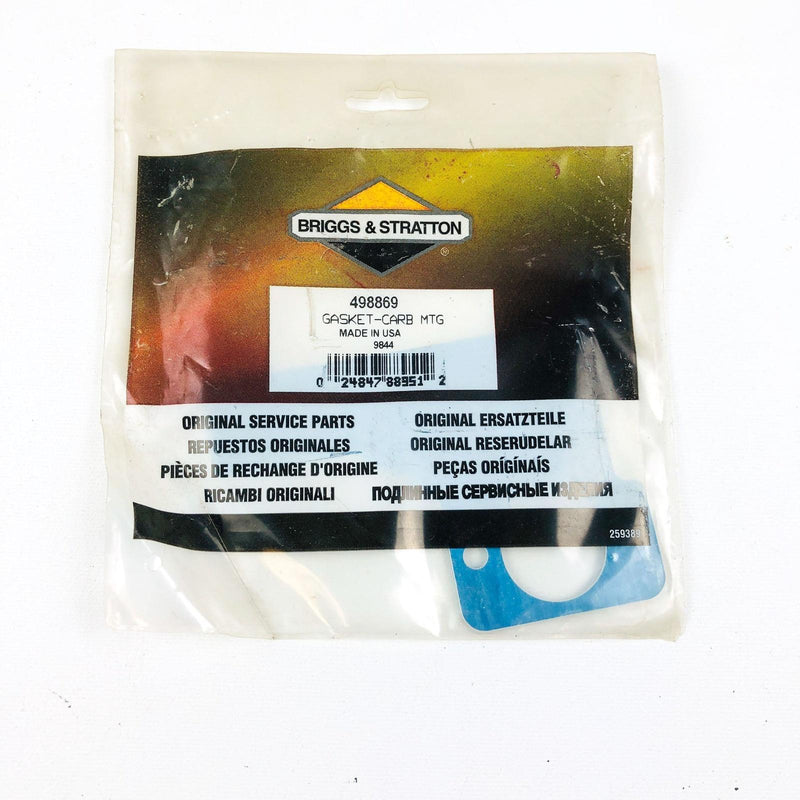 BRIGGS & STRATTON
®
498869
GASKET-CARB MTG
MADE IN USA
9844
0 24847 88951 2
ORIGINAL SERVICE PARTS
REPUESTOS ORIGINALES
PIÈCES DE RECHANGE D'ORIGINE
RICAMBI ORIGINALI
ORIGINAL ERSATZTEILE
ORIGINAL RESERUDELAR
PEÇAS ORÍGÍNAÍS
ПОДЛИННЫЕ СЕРВИСНЫЕ ИЗДЕЛИЯ